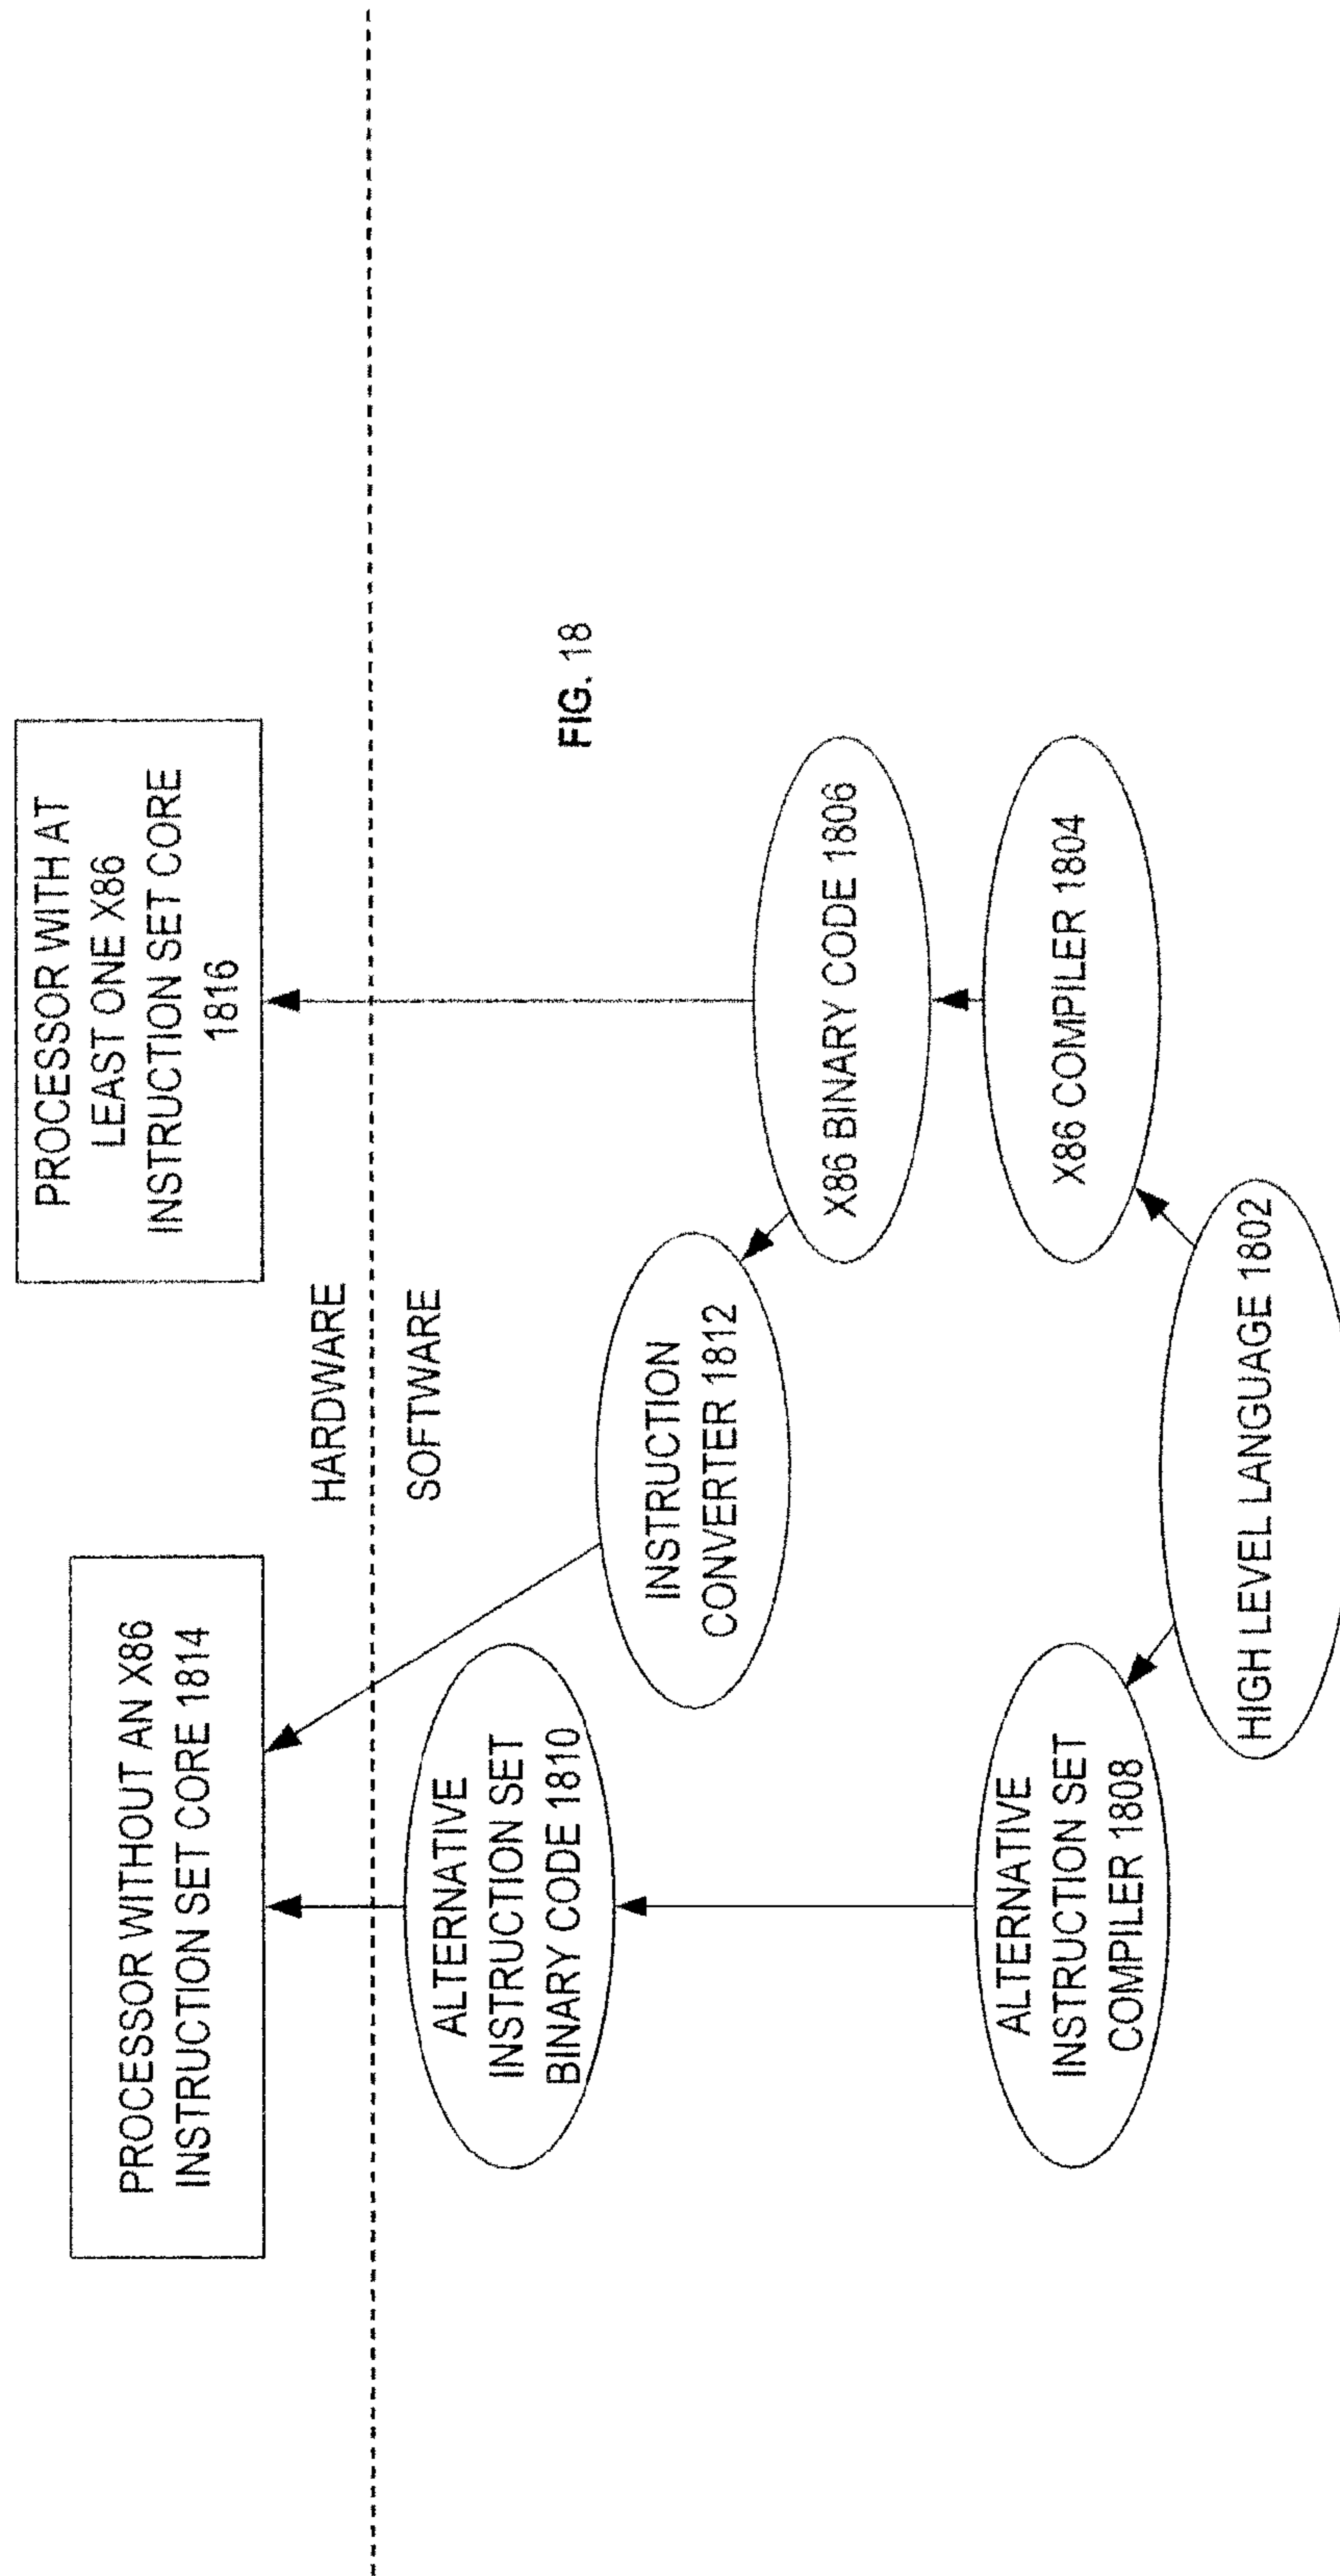 PROCESSOR WITHOUT AN X86
INSTRUCTION SET CORE 1814
PROCESSOR WITH AT
LEAST ONE X86
INSTRUCTION SET CORE
1816
HARDWARE
SOFTWARE
ALTERNATIVE
INSTRUCTION SET
BINARY CODE 1810
INSTRUCTION
CONVERTER 1812
FIG. 18
X86 BINARY CODE 1806
ALTERNATIVE
INSTRUCTION SET
COMPILER 1808
X86 COMPILER 1804
HIGH LEVEL LANGUAGE 1802